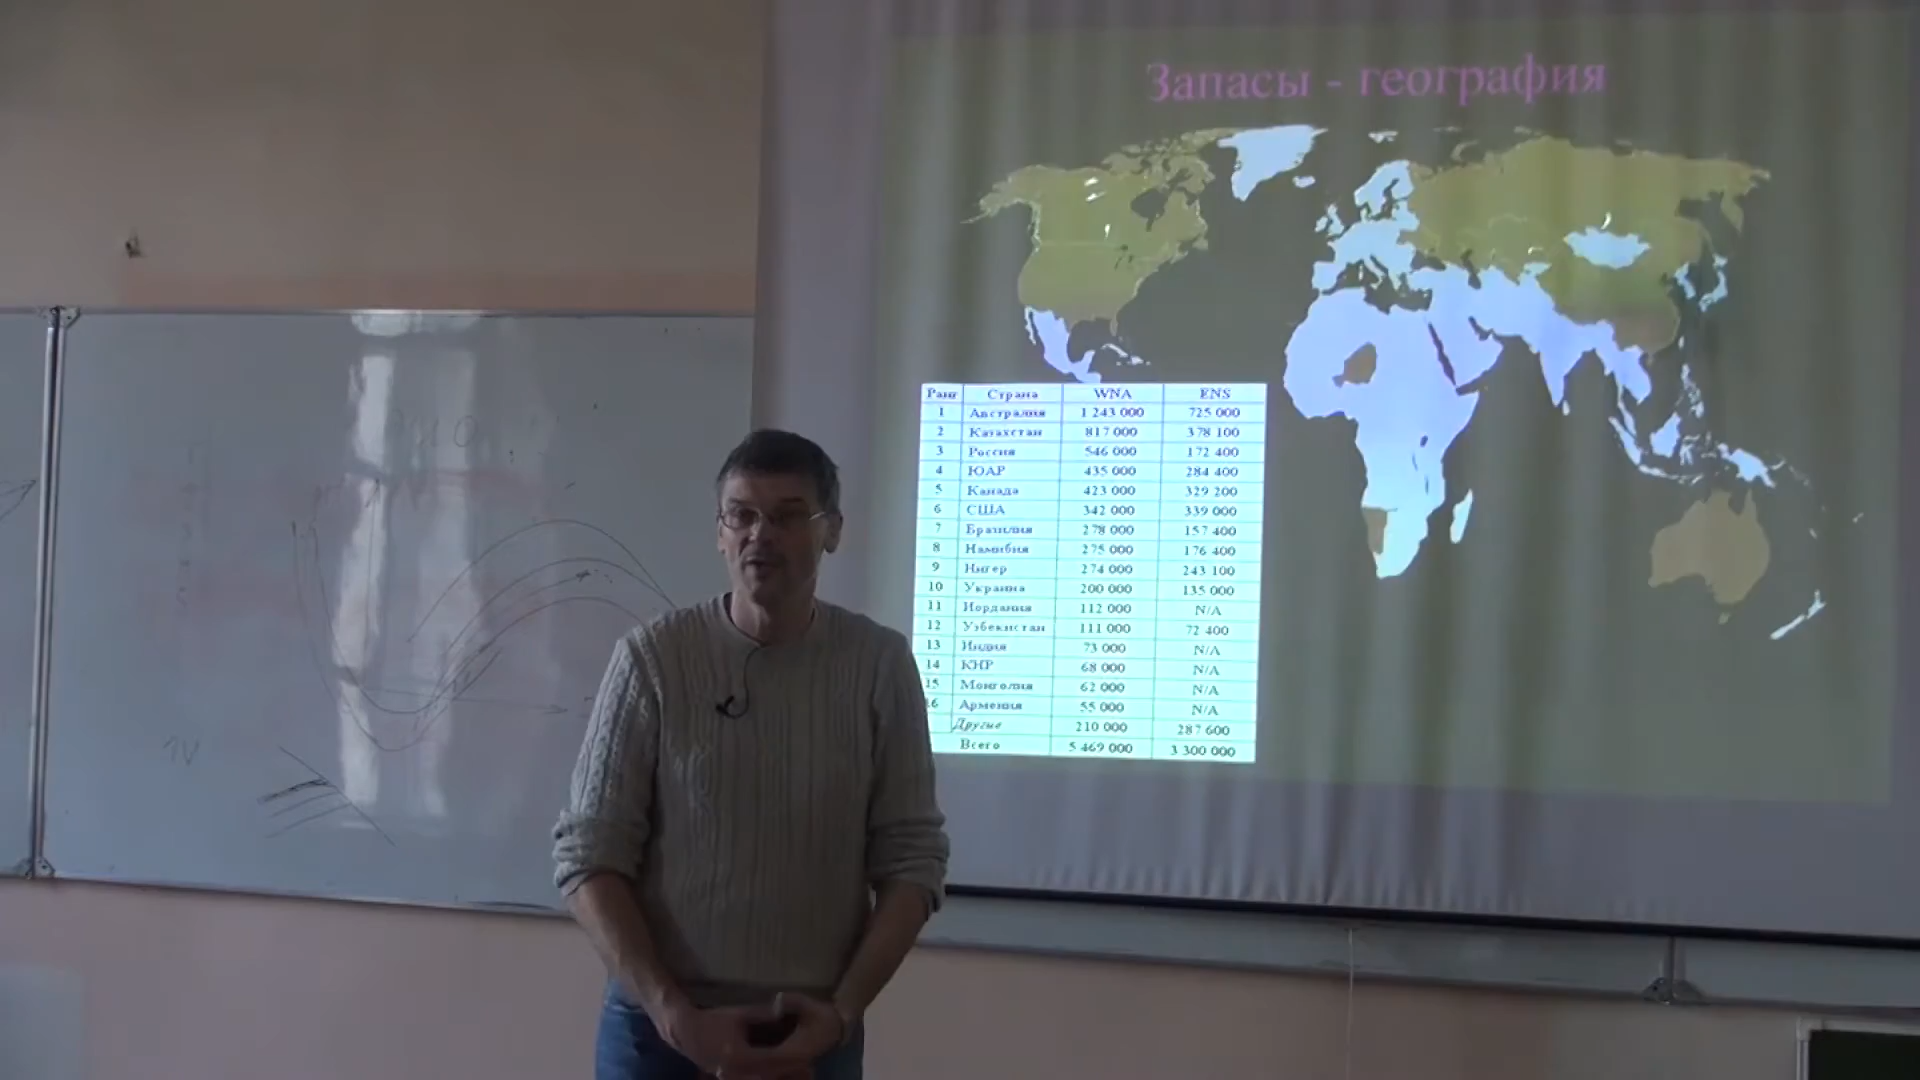 Запасы - география
Ранг Страна WNA ENS
1 Австралия 1 243 000 725 000
2 Казахстан 817 000 378 100
3 Россия 546 000 172 400
4 ЮАР 435 000 284 400
5 Канада 423 000 329 200
6 США 342 000 339 000
7 Бразилия 278 000 157 400
8 Намибия 275 000 176 400
9 Нигер 274 000 243 100
10 Украина 200 000 135 000
11 Иордания 112 000 N/A
12 Узбекистан 111 000 72 400
13 Индия 73 000 N/A
14 КНР 68 000 N/A
15 Монголия 62 000 N/A
16 Армения 55 000 N/A
Другие 210 000 287 600
Всего 5 469 000 3 300 000